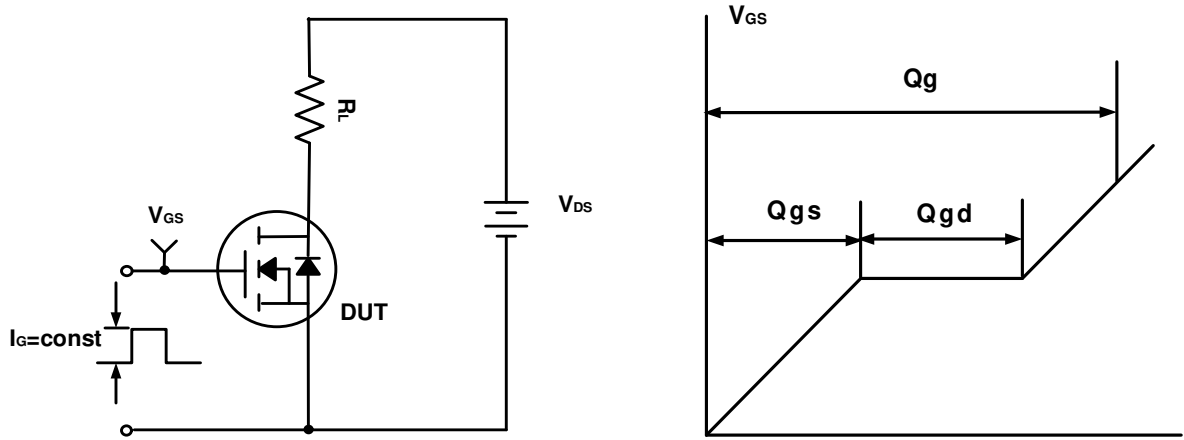 RL
VDS
VGS
DUT
IG=const
VGS
Qg
Qgs
Qgd